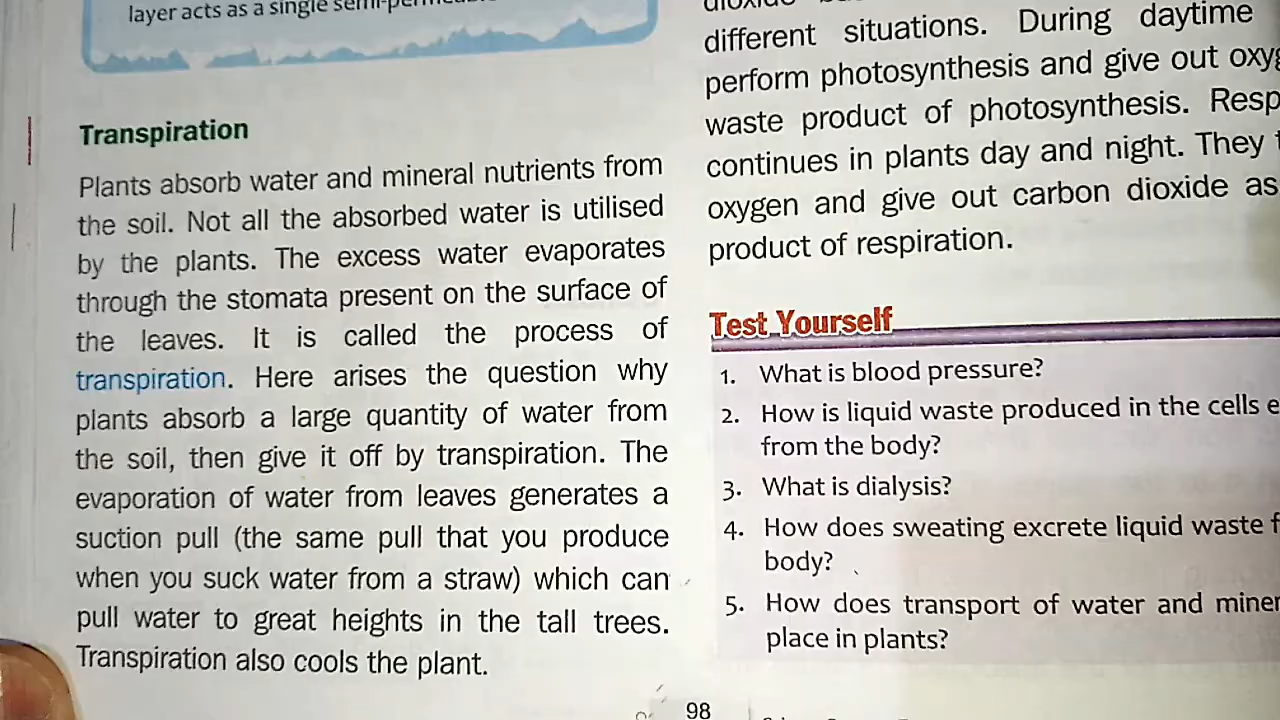 layer acts as a single
Transpiration
Plants absorb water and mineral nutrients from
the soil. Not all the absorbed water is utilised
by the plants. The excess water evaporates
through the stomata present on the surface of
the leaves. It is called the process of
transpiration. Here arises the question why
plants absorb a large quantity of water from
the soil, then give it off by transpiration. The
evaporation of water from leaves generates a
suction pull (the same pull that you produce
when you suck water from a straw) which can
pull water to great heights in the tall trees.
Transpiration also cools the plant.
different situations. During daytime
perform photosynthesis and give out
waste product of photosynthesis.
continues in plants day and night. They
oxygen and give out carbon dioxide as
product of respiration.
Test Yourself
1. What is blood pressure?
2. How is liquid waste produced in the cells
from the body?
3. What is dialysis?
4. How does sweating excrete liquid waste
body?
5. How does transport of water and
place in plants?
98